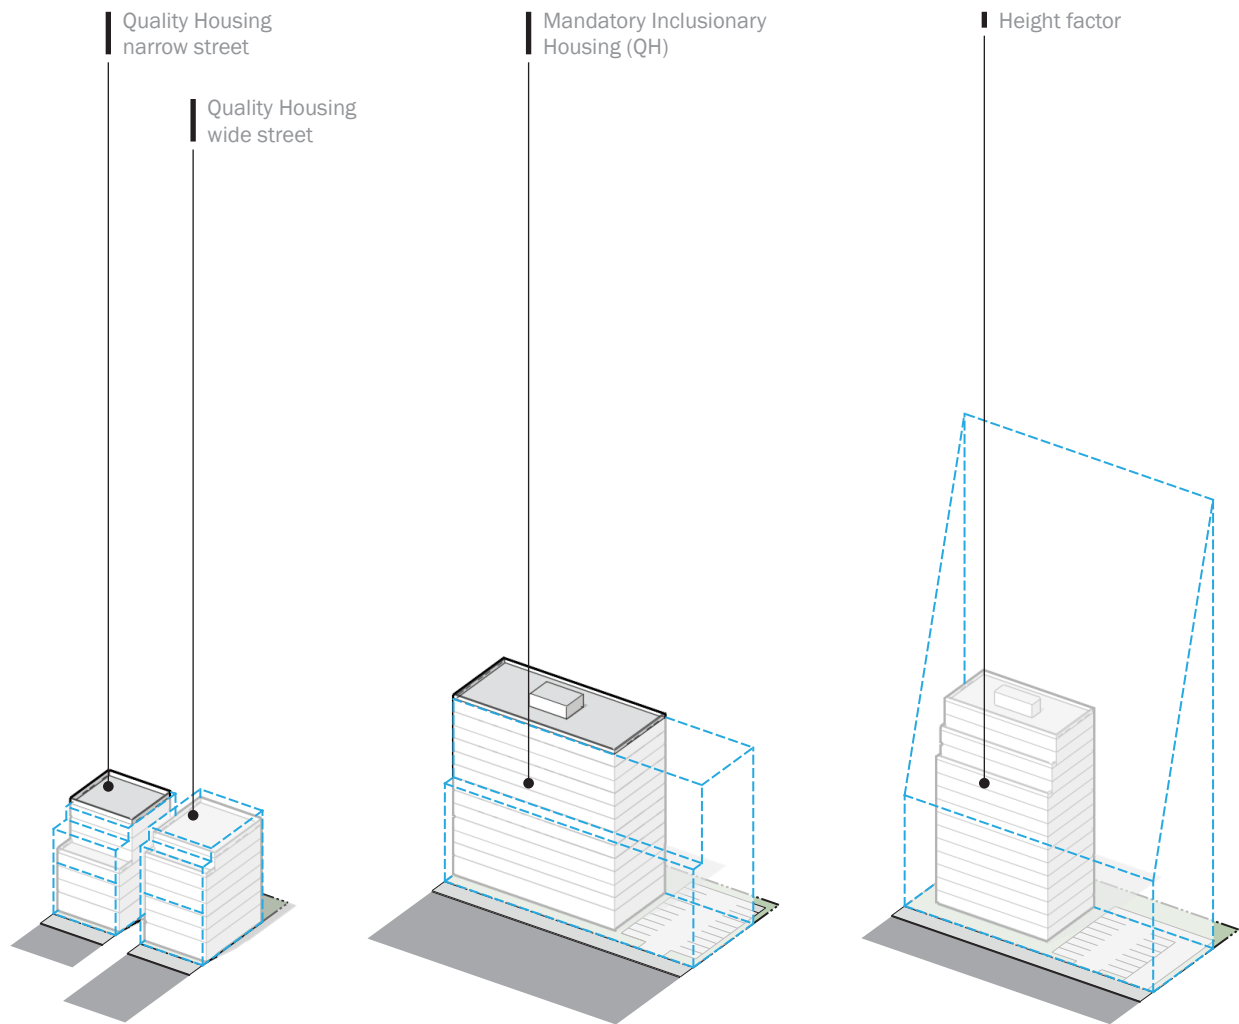 Quality Housing
narrow street
Quality Housing
wide street
Mandatory Inclusionary
Housing (QH)
Height factor